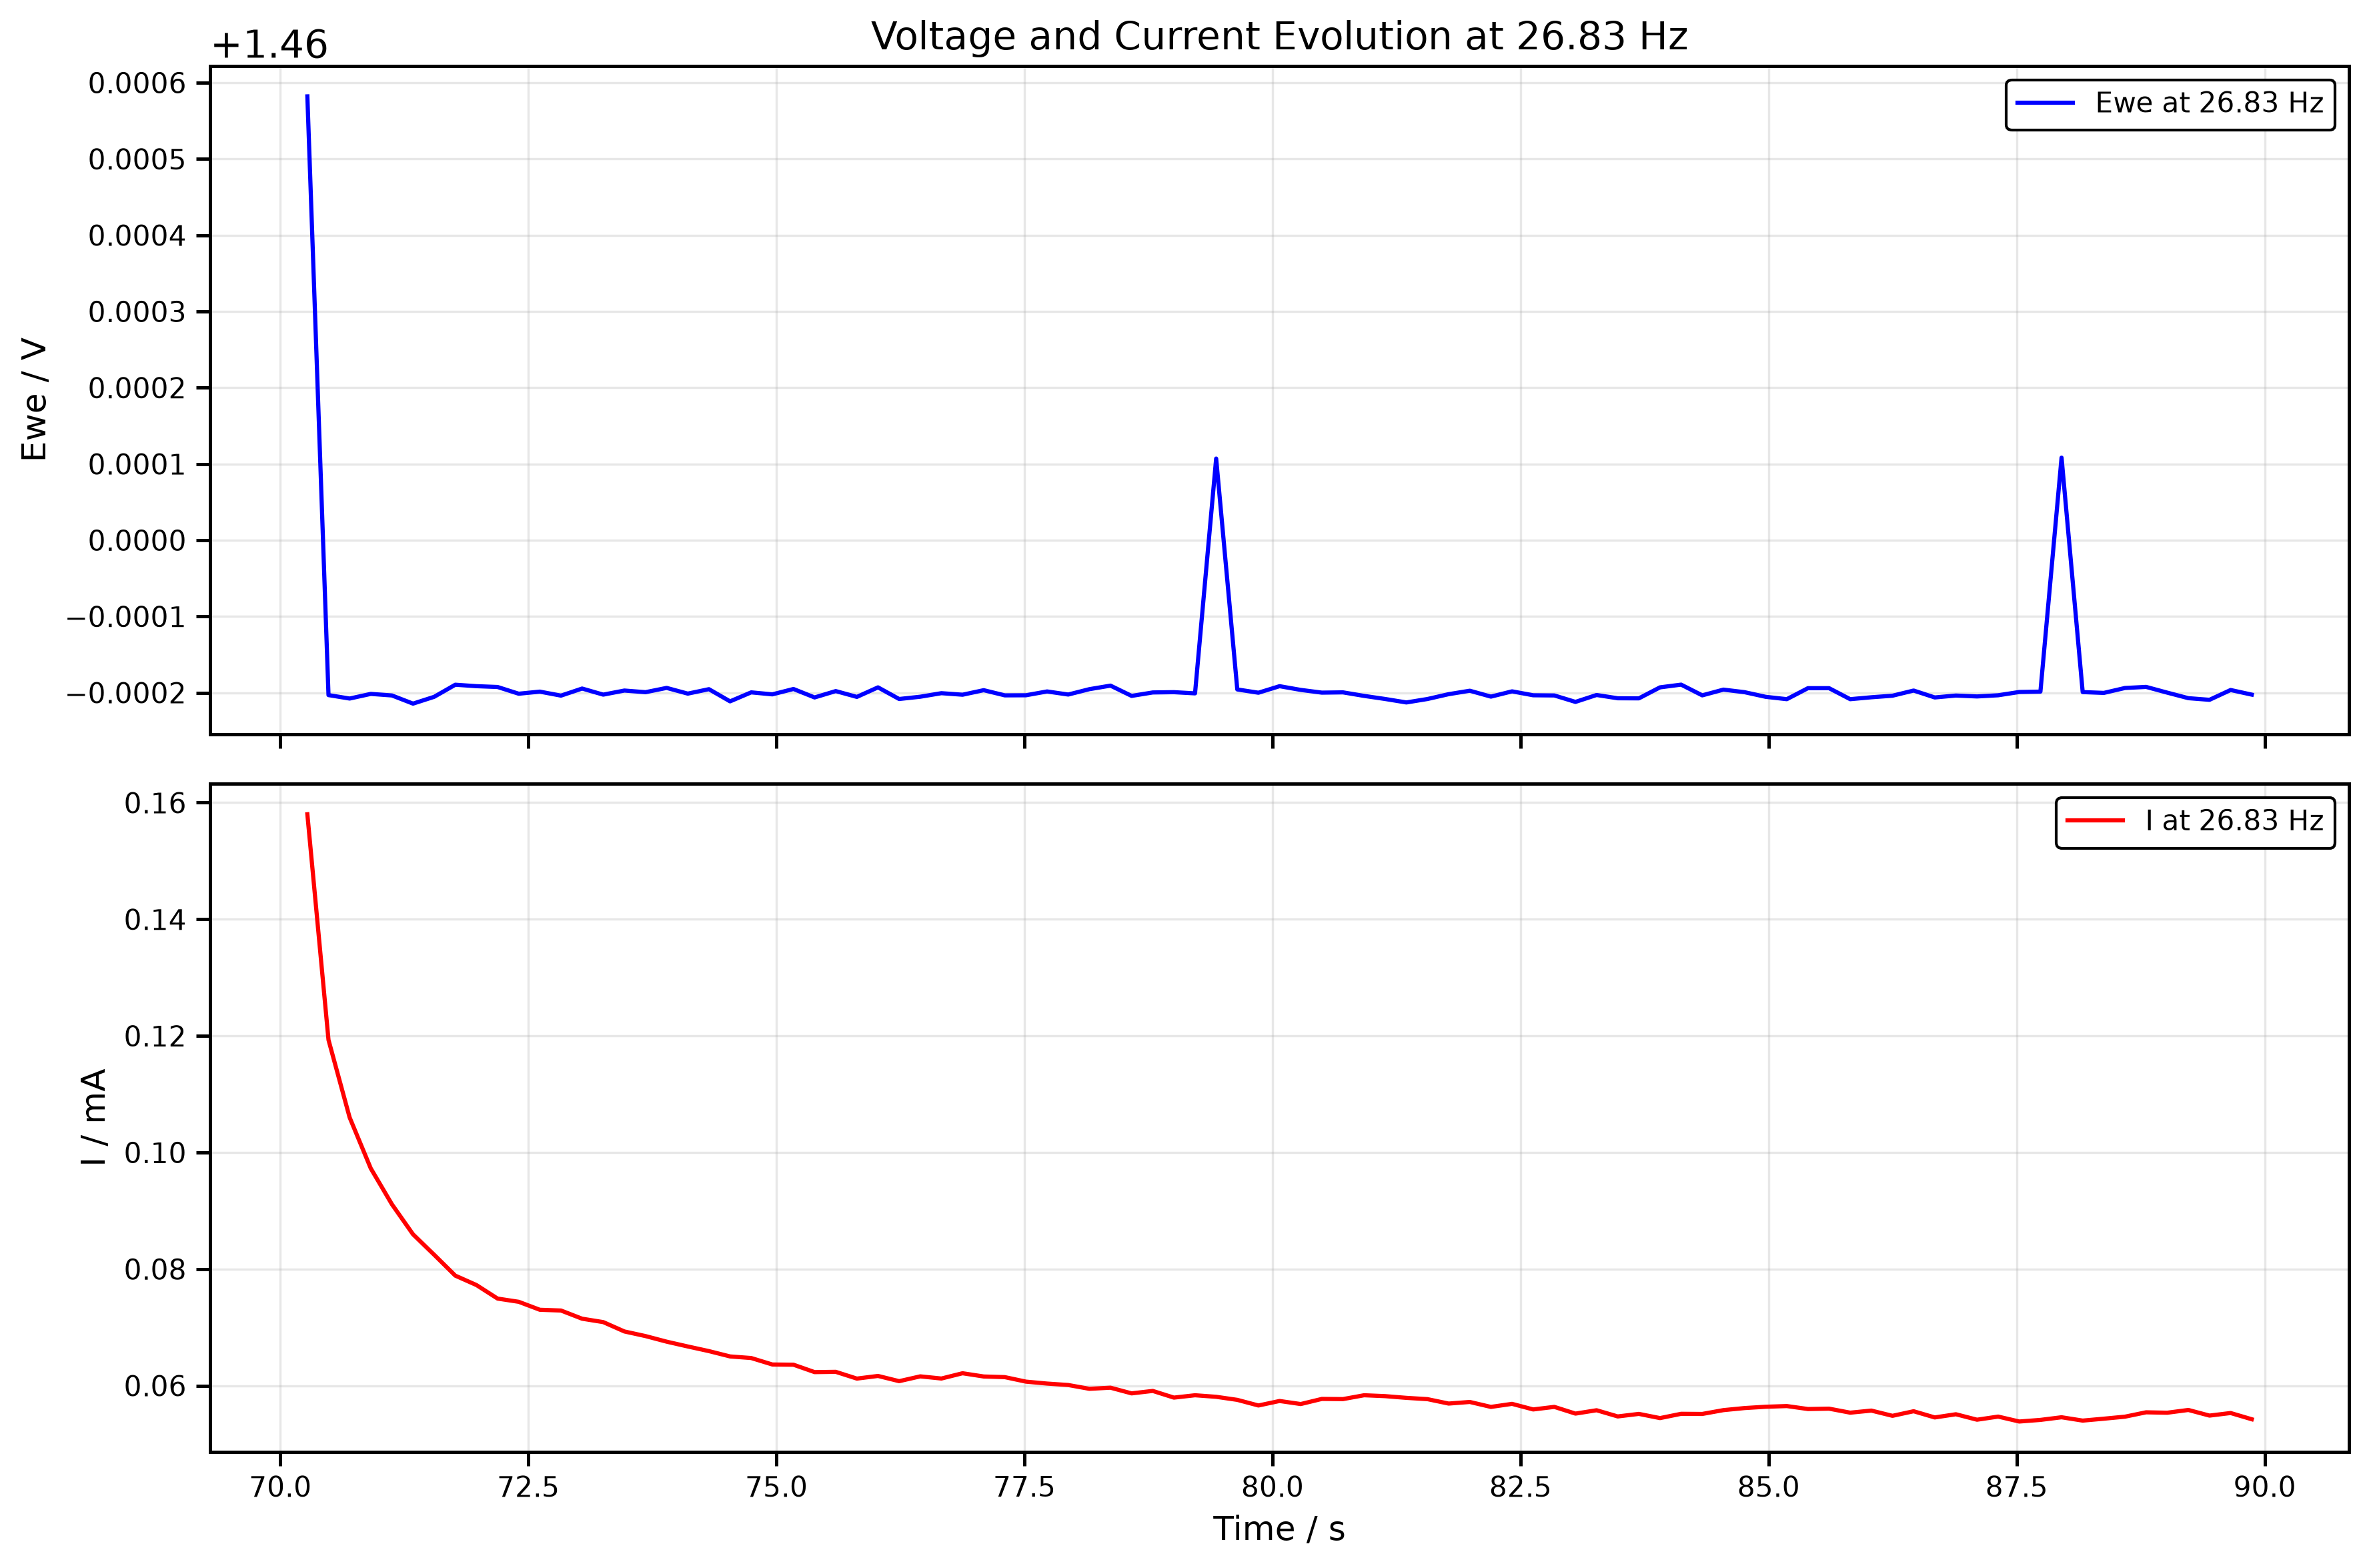 Voltage and Current Evolution at 26.83 Hz
+1.46
0.0006
0.0005
0.0004
0.0003
0.0002
0.0001
0.0000
−0.0001
−0.0002
Ewe / V
Ewe at 26.83 Hz
0.16
0.14
0.12
0.10
0.08
0.06
I / mA
I at 26.83 Hz
70.0 72.5 75.0 77.5 80.0 82.5 85.0 87.5 90.0
Time / s